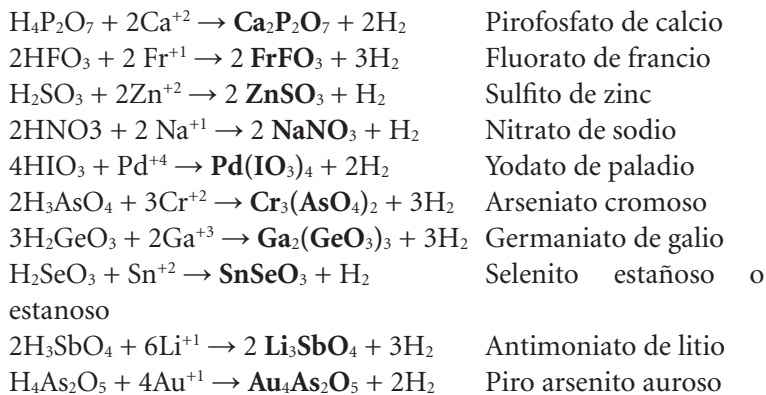 H₄P₂O₇ + 2Ca⁺² → Ca₂P₂O₇ + 2H₂ Pirofosfato de calcio
2HFO₃ + 2 Fr⁺¹ → 2 FrFO₃ + 3H₂ Fluorato de francio
H₂SO₃ + 2Zn⁺² → 2 ZnSO₃ + H₂ Sulfito de zinc
2HNO3 + 2 Na⁺¹ → 2 NaNO₃ + H₂ Nitrato de sodio
4HIO₃ + Pd⁺⁴ → Pd(IO₃)₄ + 2H₂ Yodato de paladio
2H₃AsO₄ + 3Cr⁺² → Cr₃(AsO₄)₂ + 3H₂ Arseniato cromoso
3H₂GeO₃ + 2Ga⁺³ → Ga₂(GeO₃)₃ + 3H₂ Germaniato de galio
H₂SeO₃ + Sn⁺² → SnSeO₃ + H₂ Selenito estañoso o
estanoso
2H₃SbO₄ + 6Li⁺¹ → 2 Li₃SbO₄ + 3H₂ Antimoniato de litio
H₄As₂O₅ + 4Au⁺¹ → Au₄As₂O₅ + 2H₂ Piro arsenito auroso